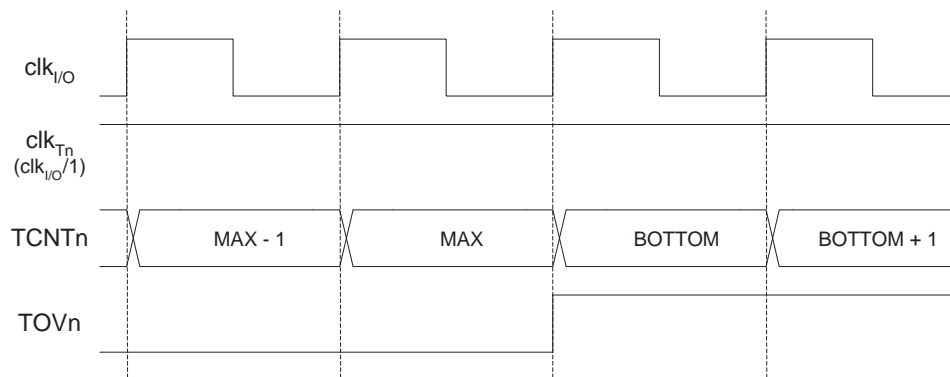 clkI/O
clkTn
(clkI/O/1)
TCNTn MAX - 1 MAX BOTTOM BOTTOM + 1
TOVn